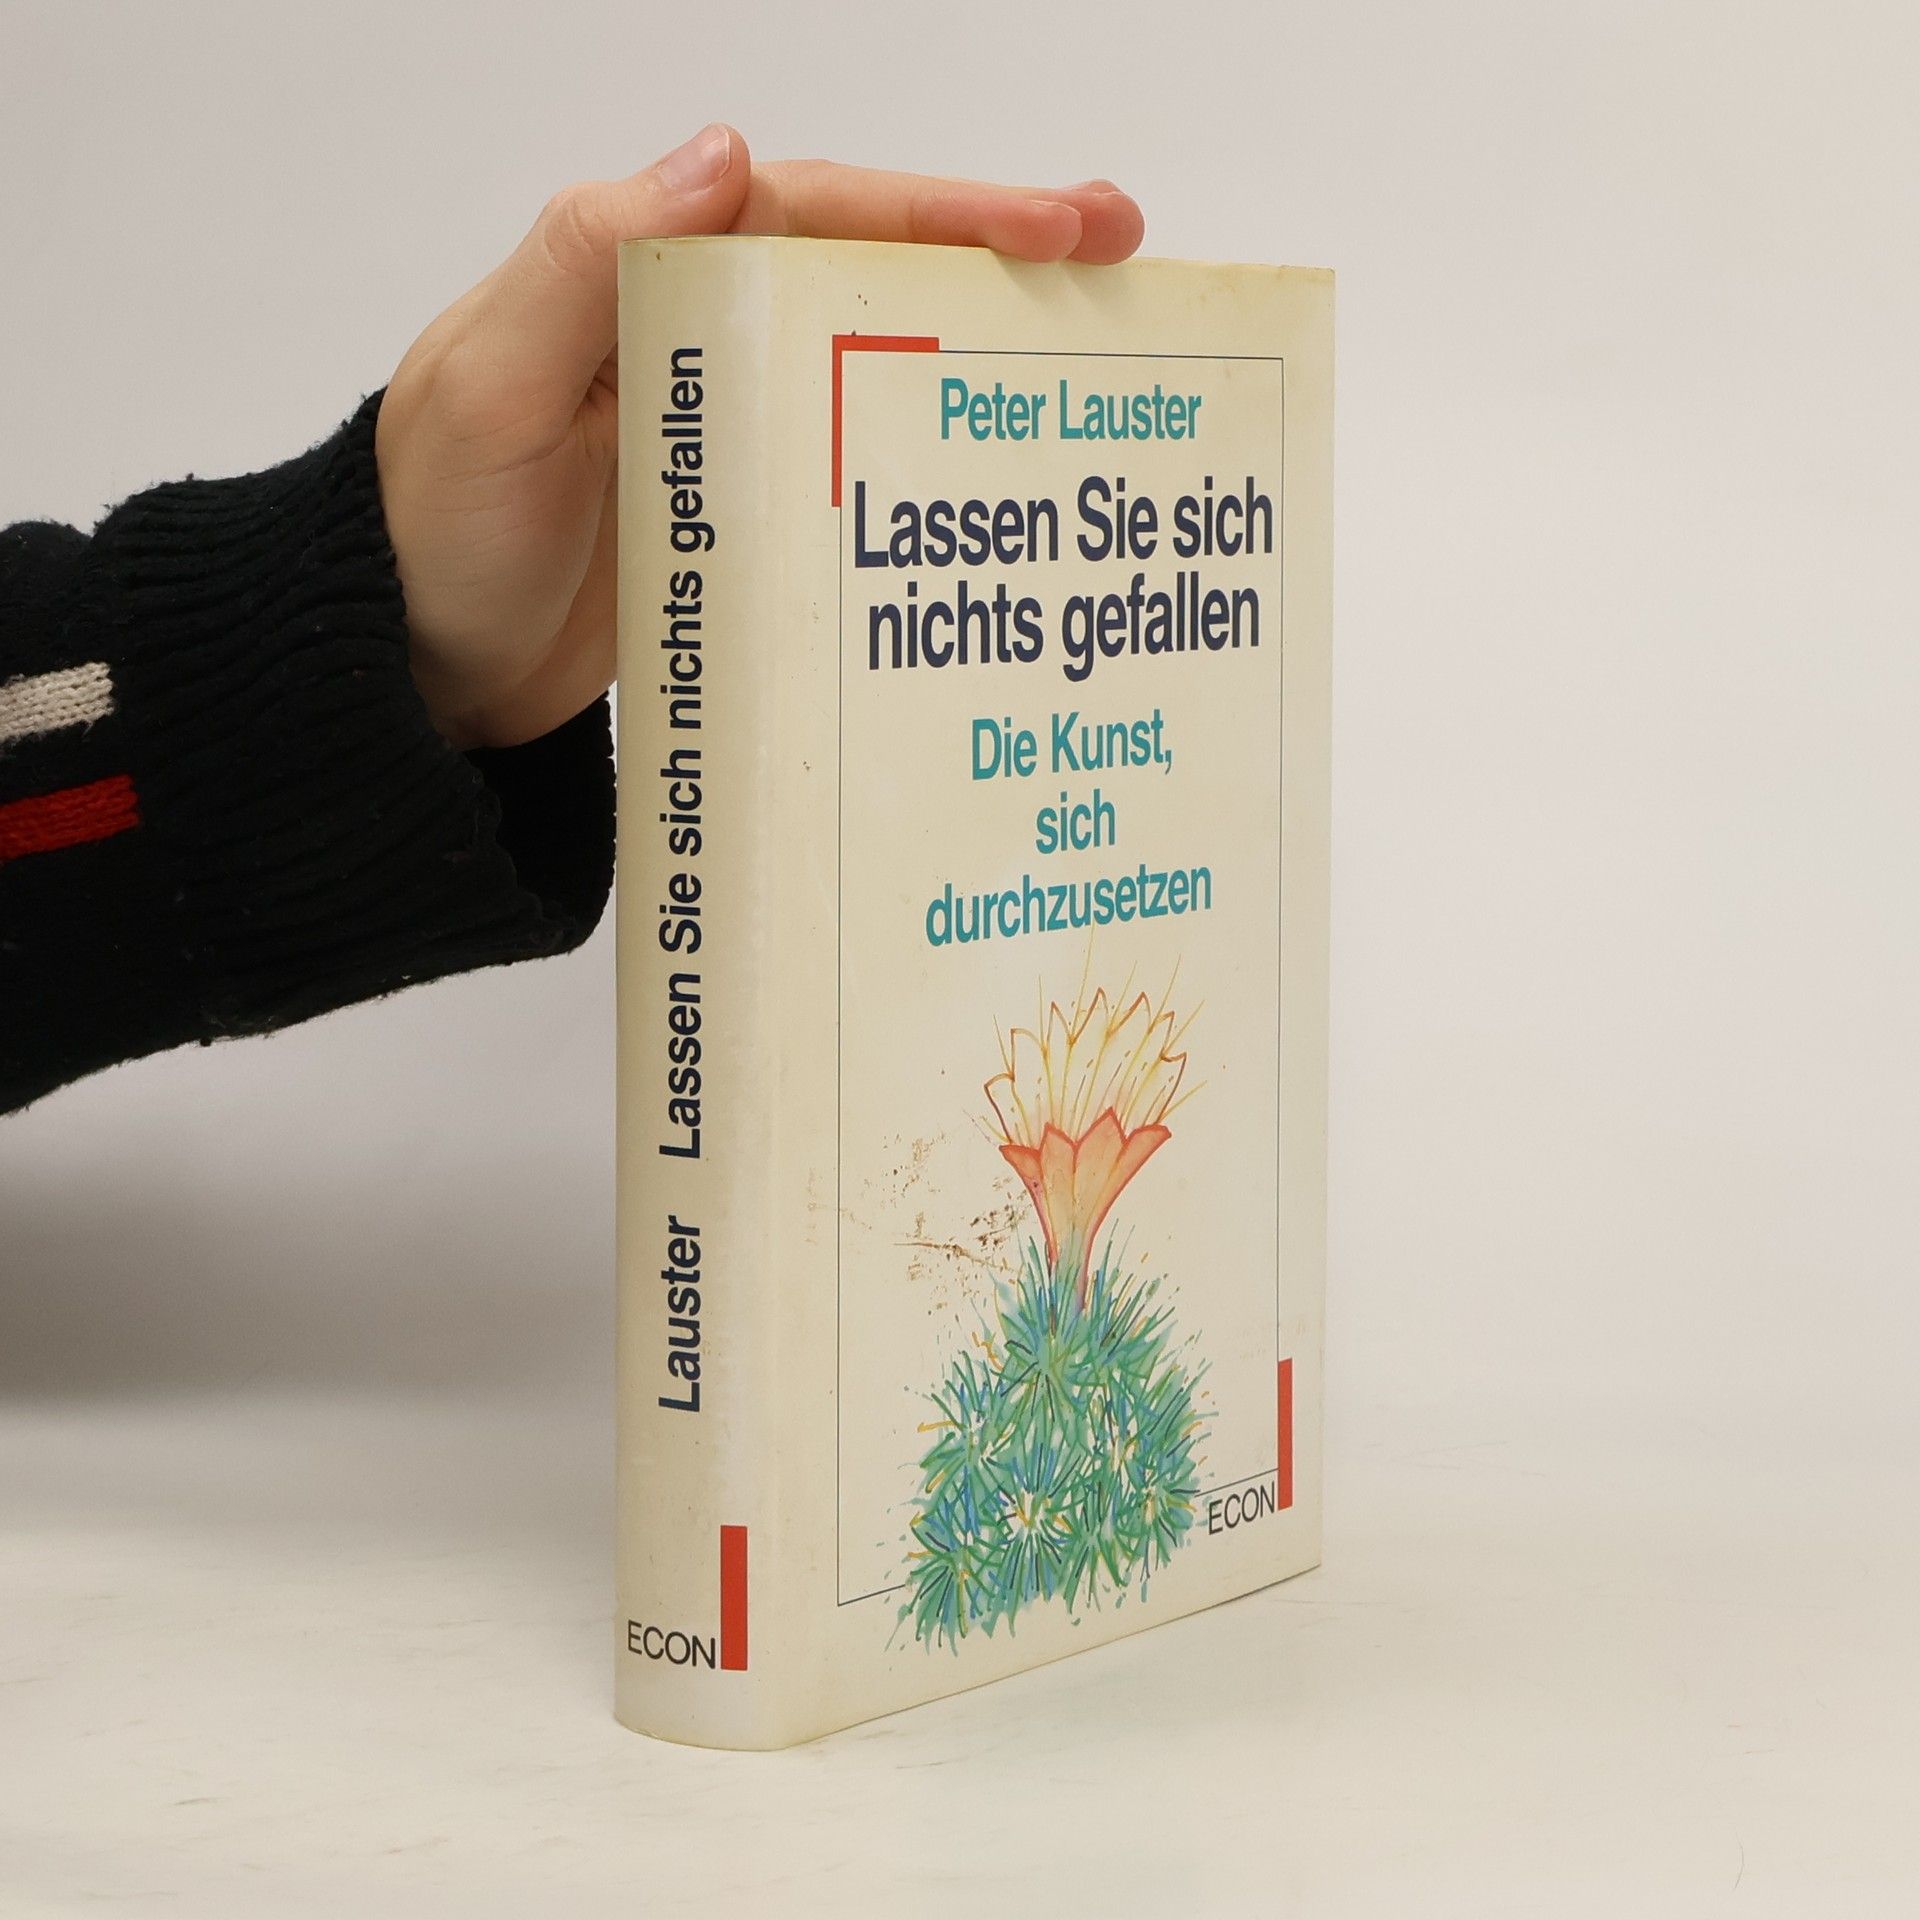 Lauster Lassen Sie sich nichts gefallen
ECON
Peter Lauster
Lassen Sie sich
nichts gefallen
Die Kunst,
sich
durchzusetzen
ECON